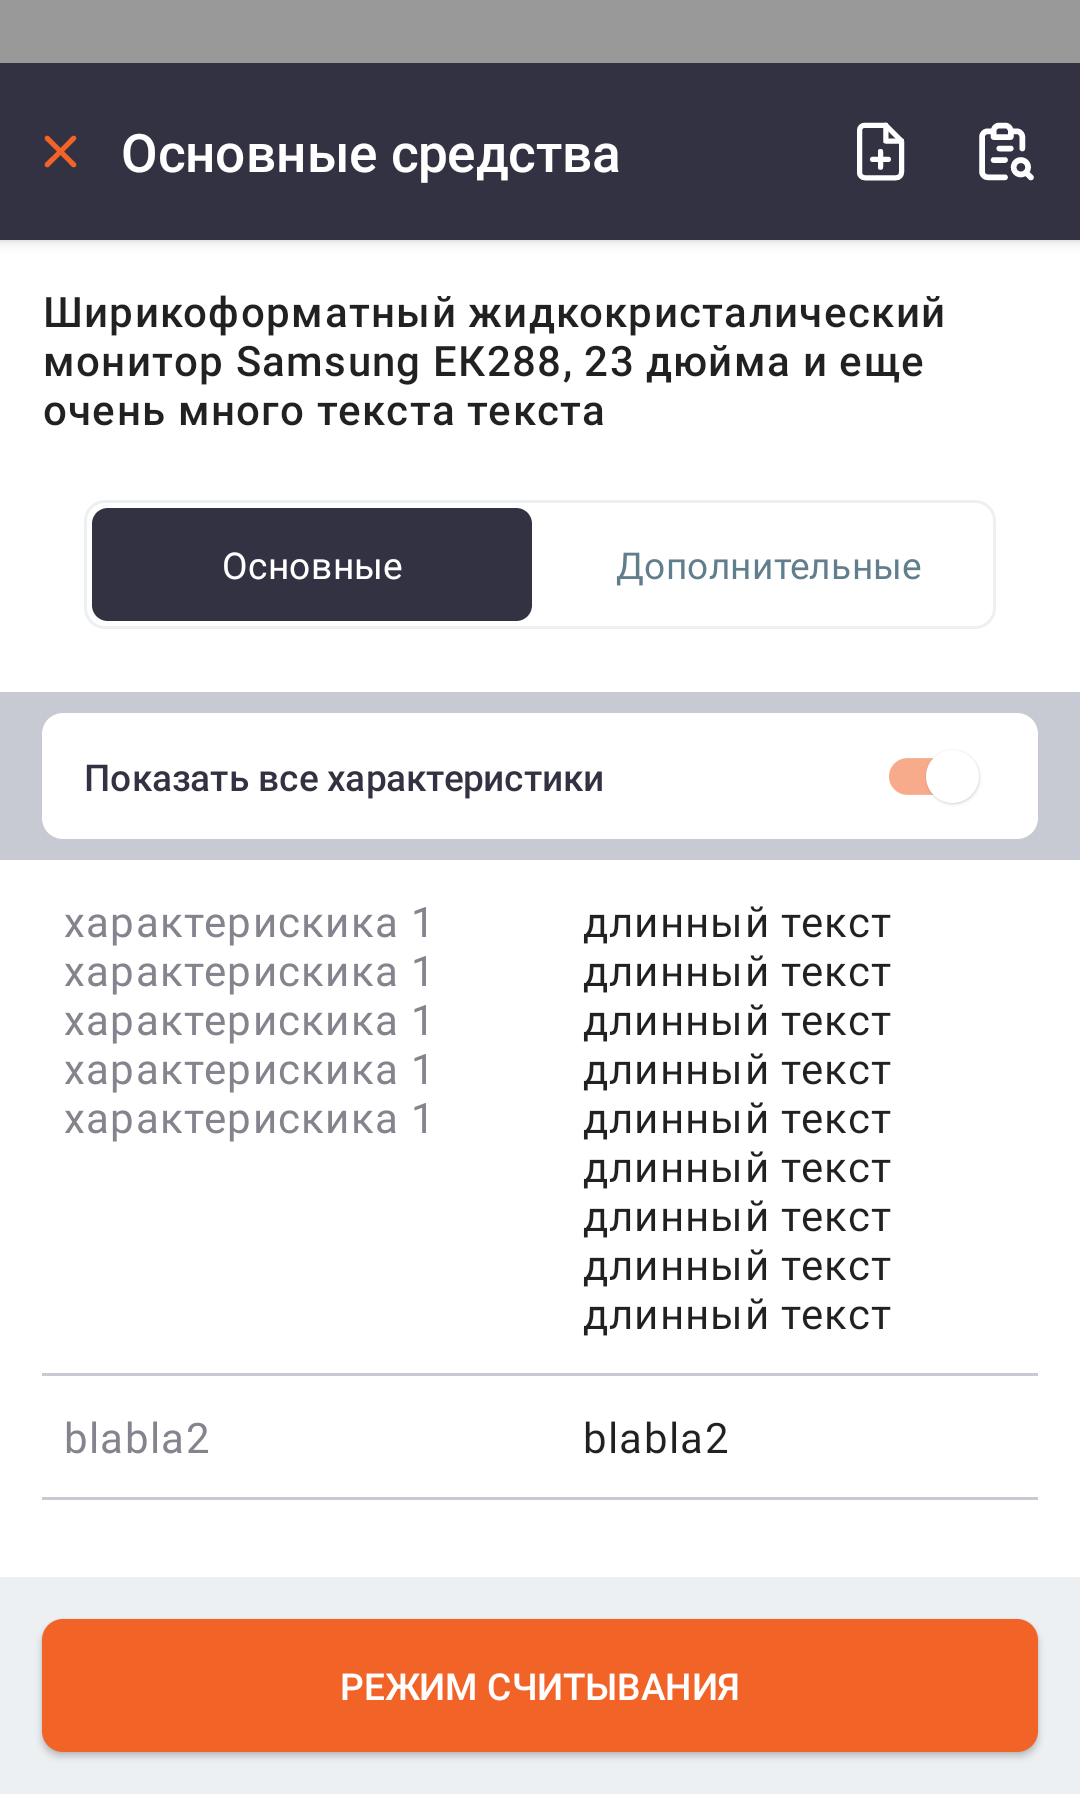 Основные средства
Ширикоформатный жидкокристалический
монитор Samsung EK288, 23 дюйма и еще
очень много текста текста
Основные
Дополнительные
Показать все характеристики
характерискика 1
характерискика 1
характерискика 1
характерискика 1
характерискика 1
длинный текст
длинный текст
длинный текст
длинный текст
длинный текст
длинный текст
длинный текст
длинный текст
длинный текст
blabla2
blabla2
РЕЖИМ СЧИТЫВАНИЯ